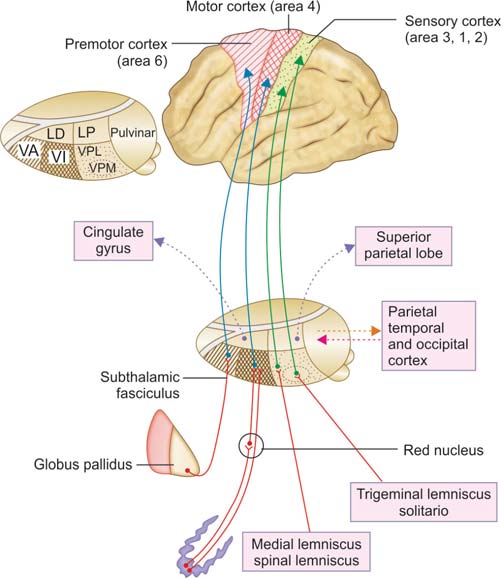 Motor cortex
(area 4)
Sensory cortex
(area 3, 1, 2)
Premotor cortex
(area 6)
LD
LP
Pulvinar
VA
VI
VPL
VPM
Cingulate
gyrus
Superior
parietal lobe
Parietal
temporal
and occipital
cortex
Subthalamic
fasciculus
Globus pallidus
Red nucleus
Trigeminal lemniscus
solitario
Medial lemniscus
spinal lemniscus